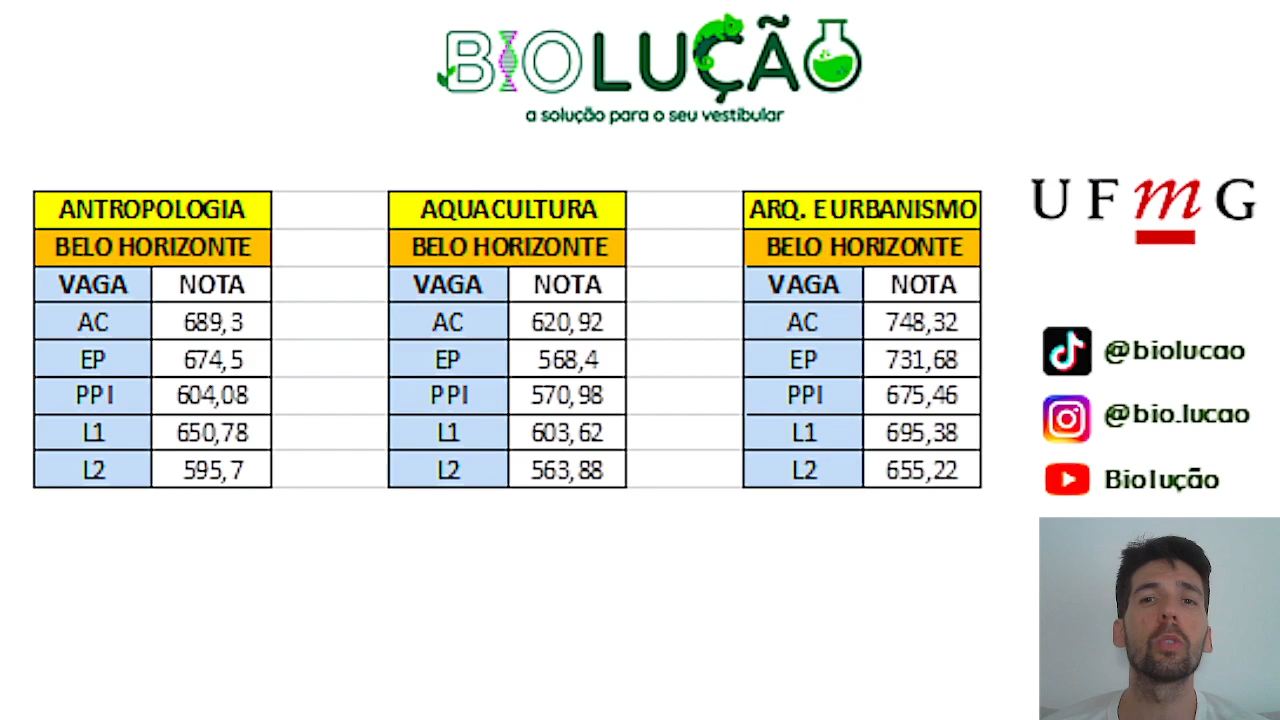 BIOLUÇÃO
a solução para o seu vestibular
UFmG
ANTROPOLOGIA
BELO HORIZONTE
VAGA NOTA
AC 689,3
EP 674,5
PPI 604,08
L1 650,78
L2 595,7
AQUACULTURA
BELO HORIZONTE
VAGA NOTA
AC 620,92
EP 568,4
PPI 570,98
L1 603,62
L2 563,88
ARQ. E URBANISMO
BELO HORIZONTE
VAGA NOTA
AC 748,32
EP 731,68
PPI 675,46
L1 695,38
L2 655,22
@biolucao
@bio.lucao
Biolução